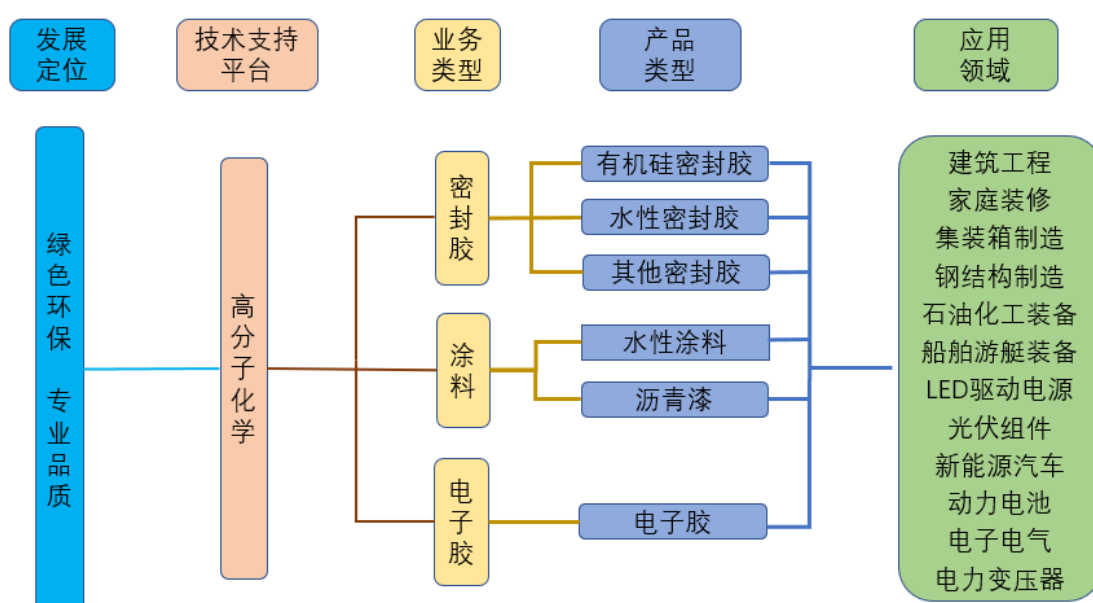 发展
定位
技术支持
平台
业务
类型
产品
类型
应用
领域
绿色环保 专业品质
高分子化学
密封胶
涂料
电子胶
有机硅密封胶
水性密封胶
其他密封胶
水性涂料
沥青漆
电子胶
建筑工程
家庭装修
集装箱制造
钢结构制造
石油化工装备
船舶游艇装备
LED驱动电源
光伏组件
新能源汽车
动力电池
电子电气
电力变压器